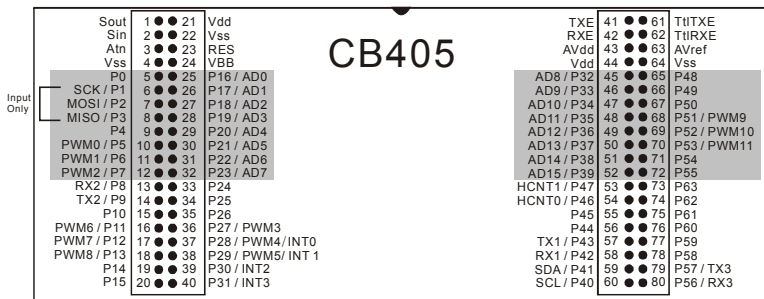 CB405
Sout 1 21 Vdd
Sin 2 22 Vss
Atn 3 23 RES
Vss 4 24 VBB
P0 5 25 P16 / AD0
SCK / P1 6 26 P17 / AD1
Input Only
MOSI / P2 7 27 P18 / AD2
MISO / P3 8 28 P19 / AD3
P4 9 29 P20 / AD4
PWM0 / P5 10 30 P21 / AD5
PWM1 / P6 11 31 P22 / AD6
PWM2 / P7 12 32 P23 / AD7
RX2 / P8 13 33 P24
TX2 / P9 14 34 P25
P10 15 35 P26
PWM6 / P11 16 36 P27 / PWM3
PWM7 / P12 17 37 P28 / PWM4/INT0
PWM8 / P13 18 38 P29 / PWM5/ INT 1
P14 19 39 P30 / INT2
P15 20 40 P31 / INT3
TXE 41 61 TtlTXE
RXE 42 62 TtlRXE
AVdd 43 63 AVref
Vdd 44 64 Vss
AD8 / P32 45 65 P48
AD9 / P33 46 66 P49
AD10 / P34 47 67 P50
AD11 / P35 48 68 P51 / PWM9
AD12 / P36 49 69 P52 / PWM10
AD13 / P37 50 70 P53 / PWM11
AD14 / P38 51 71 P54
AD15 / P39 52 72 P55
HCNT1 / P47 53 73 P63
HCNT0 / P46 54 74 P62
P45 55 75 P61
P44 56 76 P60
TX1 / P43 57 77 P59
RX1 / P42 58 78 P58
SDA / P41 59 79 P57 / TX3
SCL / P40 60 80 P56 / RX3